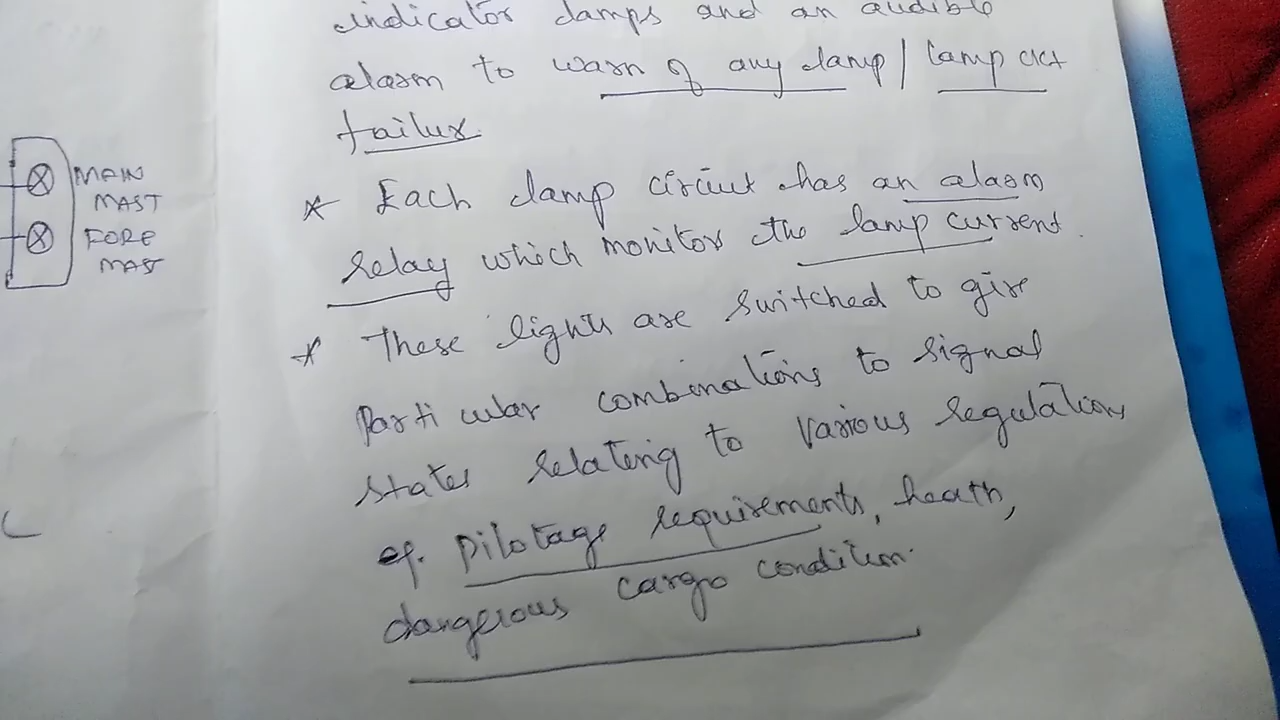 indicator lamps and an audible
alarm to warn of any lamp / lamp ckt
failure.
* Each lamp circuit has an alarm
relay which monitor the lamp current.
* These lights are switched to give
Particular combinations to signal
states relating to various regulations
eg. pilotage requirements, heath,
dangerous cargo condition.
MAIN
MAST
FORE
MAST